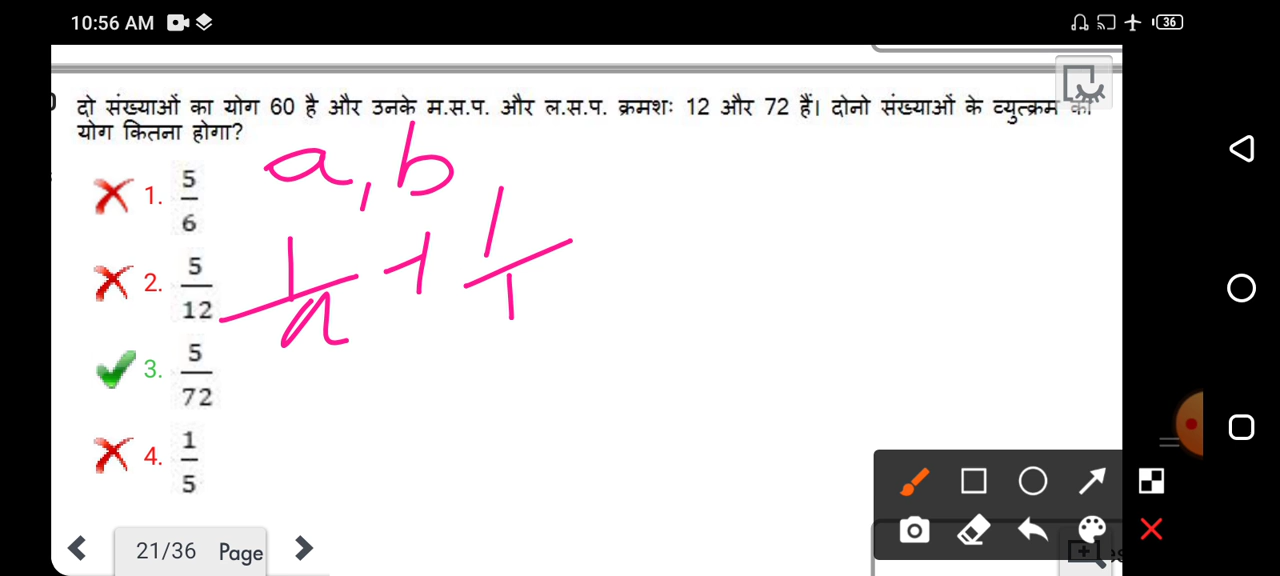 10:56 AM
36
दो संख्याओं का योग 60 है और उनके म.स.प. और ल.स.प. क्रमशः 12 और 72 हैं। दोनो संख्याओं के व्युत्क्रम का
योग कितना होगा?
a, b
1. 5/6
2. 5/12
1/a + 1/1
3. 5/72
4. 1/5
21/36 Page